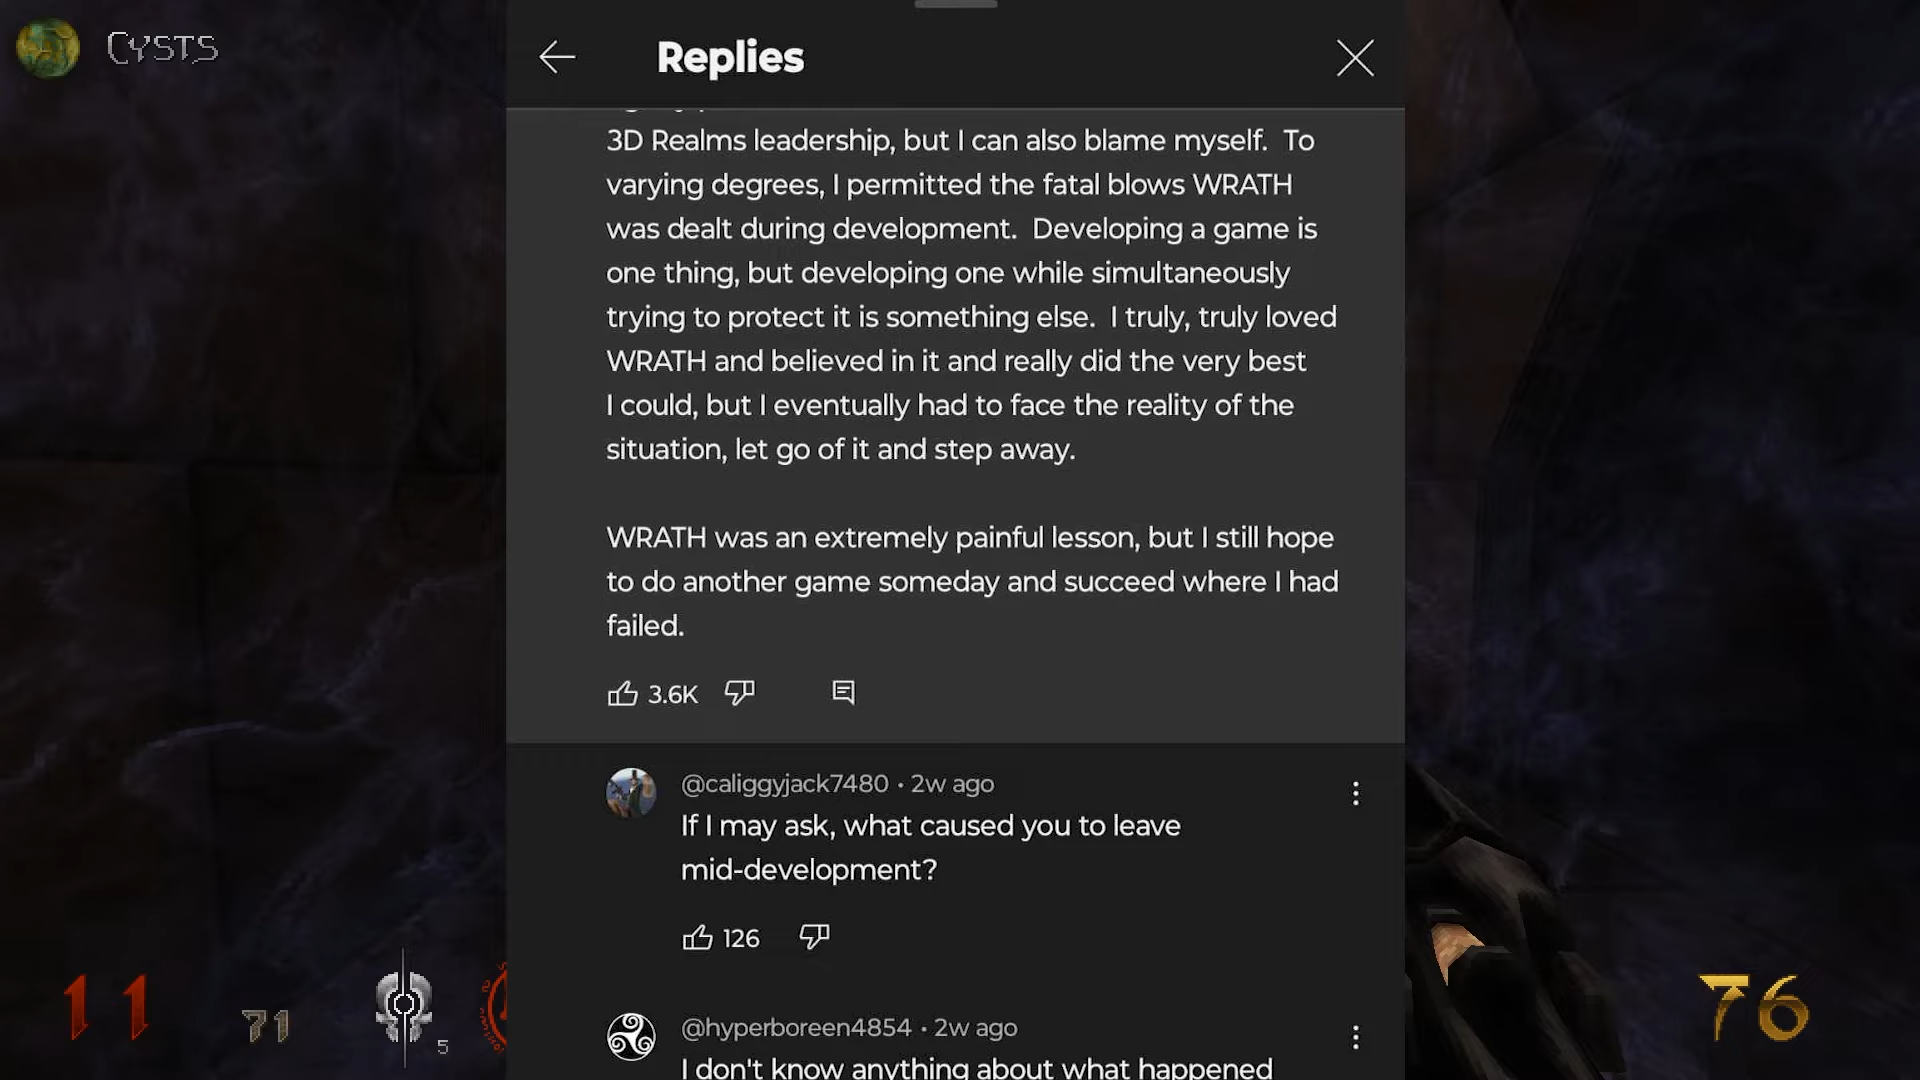 Cysts
Replies
3D Realms leadership, but I can also blame myself.  To
varying degrees, I permitted the fatal blows WRATH
was dealt during development.  Developing a game is
one thing, but developing one while simultaneously
trying to protect it is something else.  I truly, truly loved
WRATH and believed in it and really did the very best
I could, but I eventually had to face the reality of the
situation, let go of it and step away.
WRATH was an extremely painful lesson, but I still hope
to do another game someday and succeed where I had
failed.
3.6K
@caliggyjack7480 • 2w ago
If I may ask, what caused you to leave
mid-development?
126
@hyperboreen4854 • 2w ago
I don't know anything about what happened
11
71
5
76